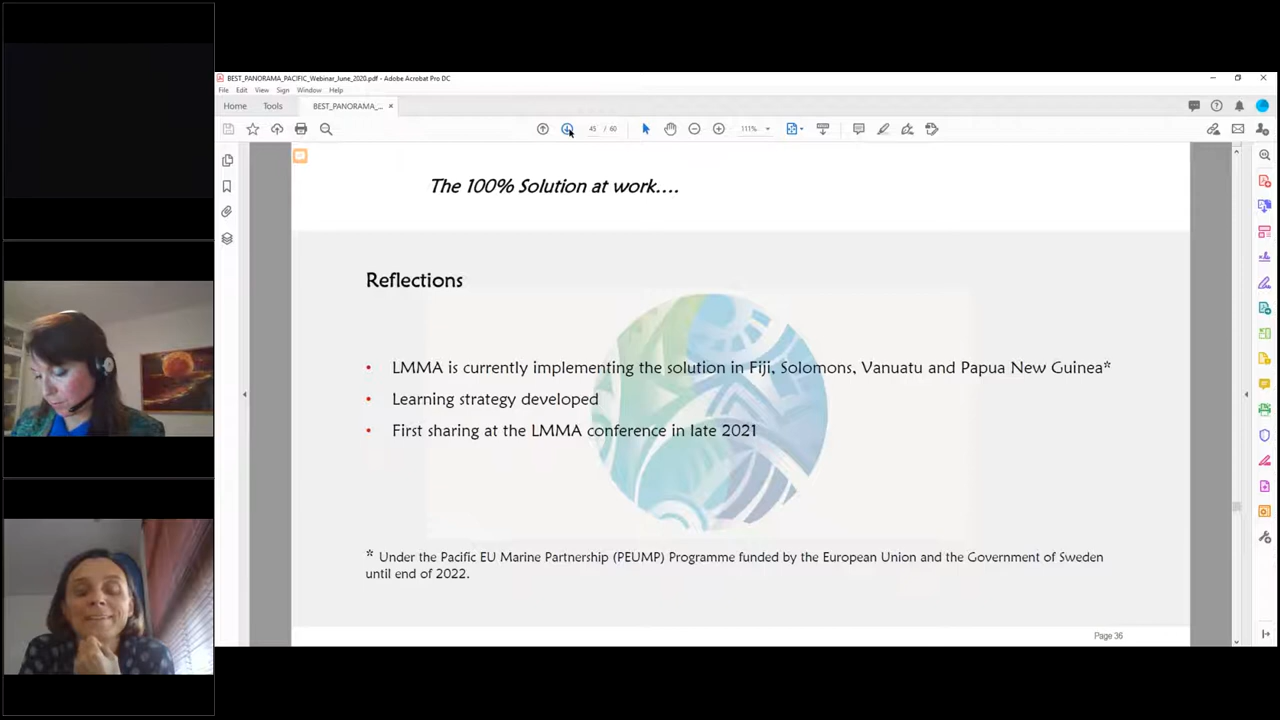 BEST_PANORAMA_PACIFIC_Webinar_June_2020.pdf - Adobe Acrobat Pro DC
File Edit View Sign Window Help
Home Tools BEST_PANORAMA_... ×
45 / 60 111%
The 100% Solution at work....
Reflections
• LMMA is currently implementing the solution in Fiji, Solomons, Vanuatu and Papua New Guinea*
• Learning strategy developed
• First sharing at the LMMA conference in late 2021
* Under the Pacific EU Marine Partnership (PEUMP) Programme funded by the European Union and the Government of Sweden
until end of 2022.
Page 36